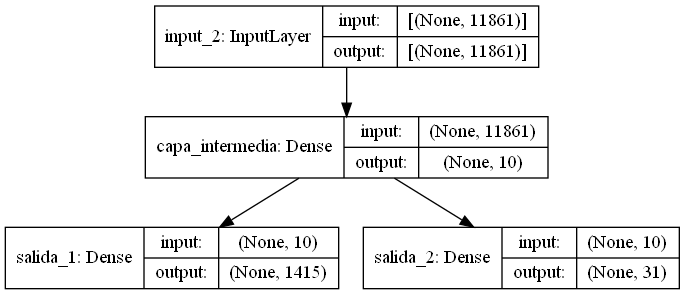 input_2: InputLayer
input: [(None, 11861)]
output: [(None, 11861)]
capa_intermedia: Dense
input: (None, 11861)
output: (None, 10)
salida_1: Dense
input: (None, 10)
output: (None, 1415)
salida_2: Dense
input: (None, 10)
output: (None, 31)